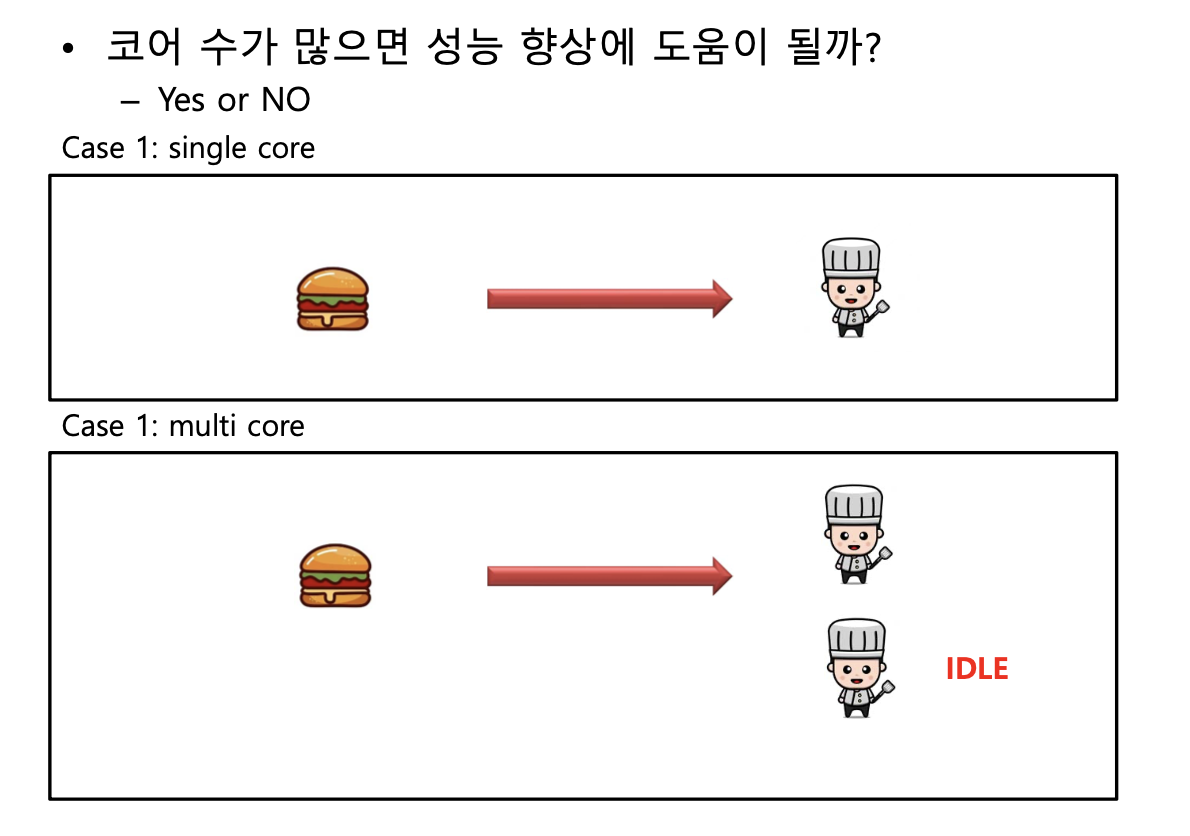 • 코어 수가 많으면 성능 향상에 도움이 될까?
– Yes or NO
Case 1: single core
Case 1: multi core
IDLE